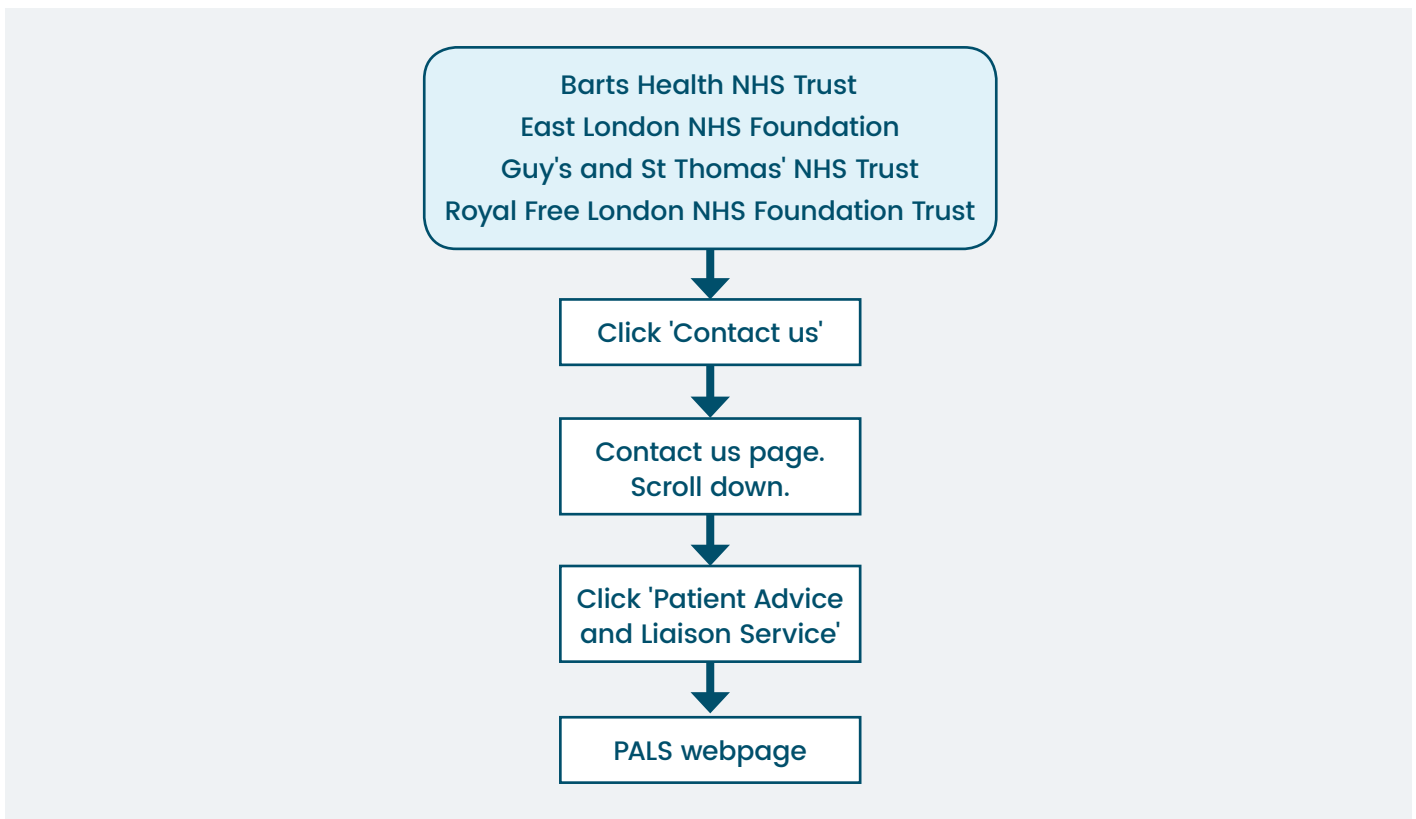 Barts Health NHS Trust
East London NHS Foundation
Guy's and St Thomas' NHS Trust
Royal Free London NHS Foundation Trust
Click 'Contact us'
Contact us page.
Scroll down.
Click 'Patient Advice
and Liaison Service'
PALS webpage